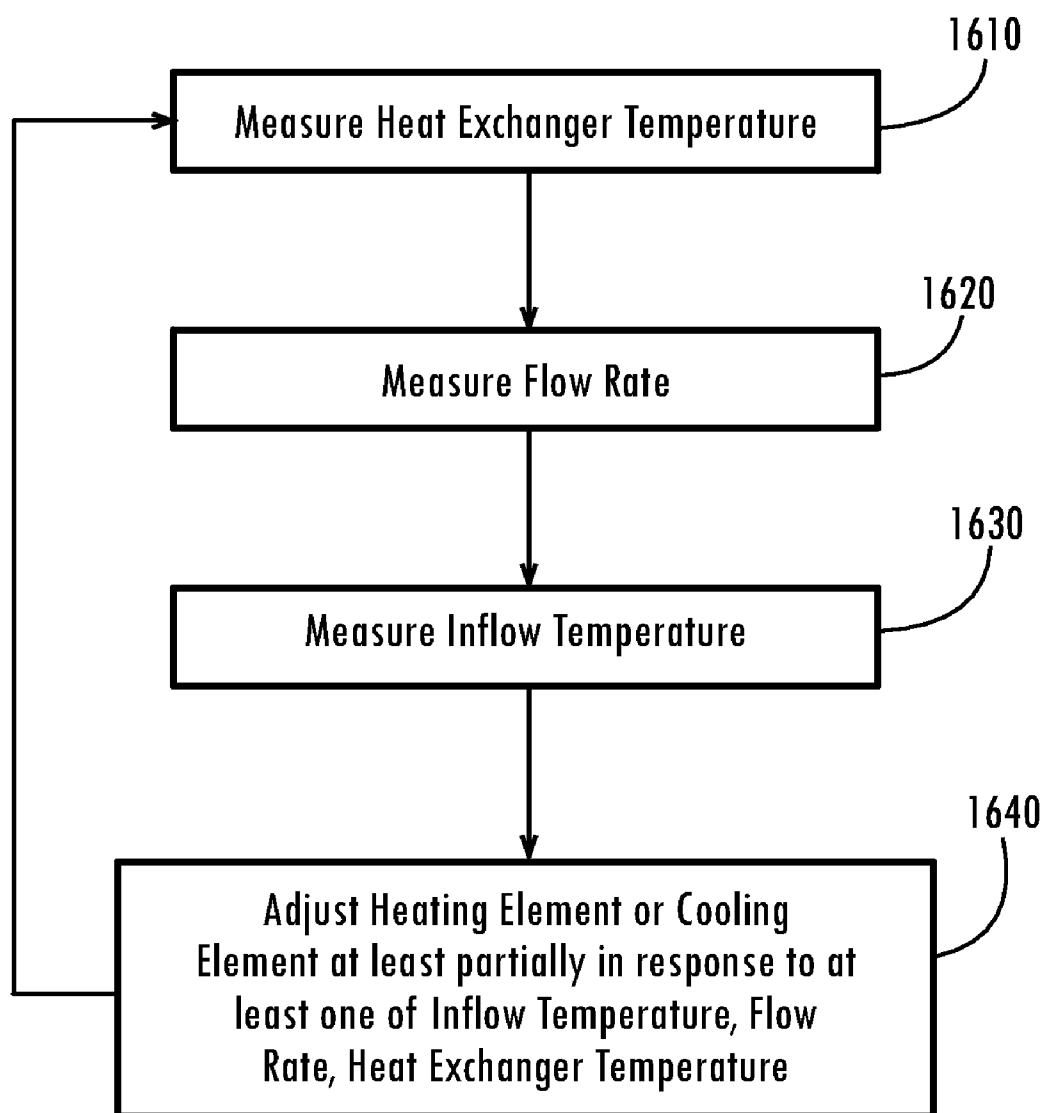 1610
Measure Heat Exchanger Temperature
1620
Measure Flow Rate
1630
Measure Inflow Temperature
1640
Adjust Heating Element or Cooling
Element at least partially in response to at
least one of Inflow Temperature, Flow
Rate, Heat Exchanger Temperature